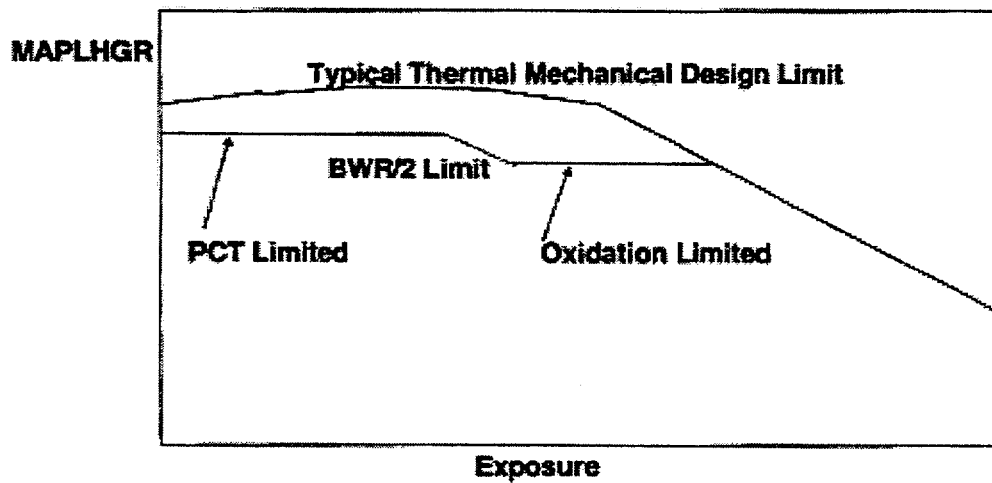 MAPLHGR
Typical Thermal Mechanical Design Limit
BWR/2 Limit
PCT Limited
Oxidation Limited
Exposure